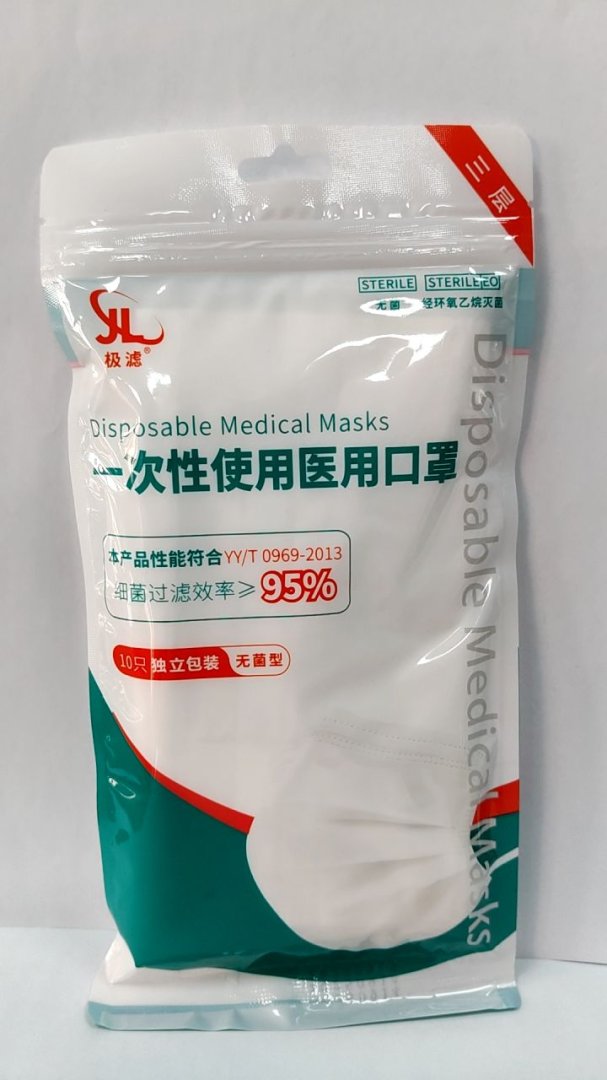 三层
STERILE STERILE EO
无菌 经环氧乙烷灭菌
JL
极滤®
Disposable Medical Masks
一次性使用医用口罩
本产品性能符合YY/T 0969-2013
细菌过滤效率≥95%
10只 独立包装 无菌型
Disposable Medical Masks